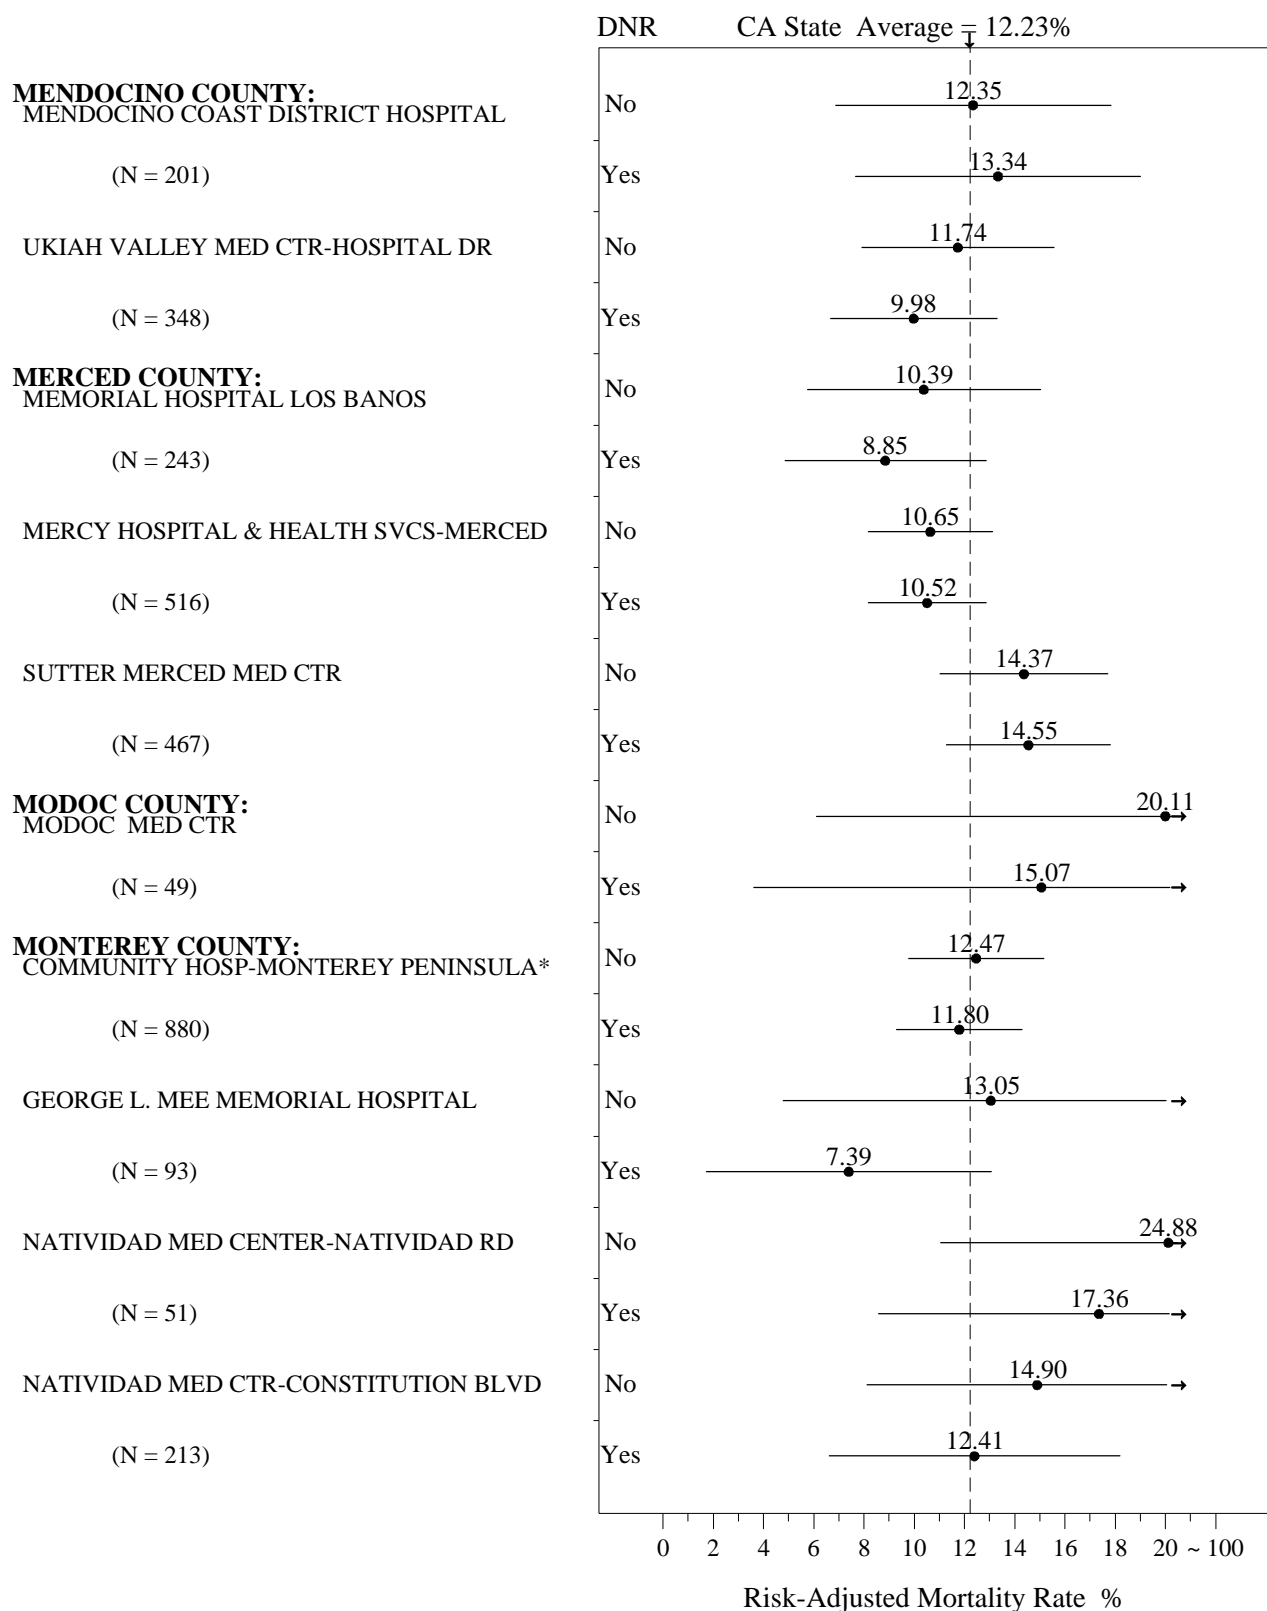 DNR CA State Average = 12.23%
MENDOCINO COUNTY:
MENDOCINO COAST DISTRICT HOSPITAL No 12.35
(N = 201) Yes 13.34
UKIAH VALLEY MED CTR-HOSPITAL DR No 11.74
(N = 348) Yes 9.98
MERCED COUNTY:
MEMORIAL HOSPITAL LOS BANOS No 10.39
(N = 243) Yes 8.85
MERCY HOSPITAL & HEALTH SVCS-MERCED No 10.65
(N = 516) Yes 10.52
SUTTER MERCED MED CTR No 14.37
(N = 467) Yes 14.55
MODOC COUNTY:
MODOC MED CTR No 20.11
(N = 49) Yes 15.07
MONTEREY COUNTY:
COMMUNITY HOSP-MONTEREY PENINSULA* No 12.47
(N = 880) Yes 11.80
GEORGE L. MEE MEMORIAL HOSPITAL No 13.05
(N = 93) Yes 7.39
NATIVIDAD MED CENTER-NATIVIDAD RD No 24.88
(N = 51) Yes 17.36
NATIVIDAD MED CTR-CONSTITUTION BLVD No 14.90
(N = 213) Yes 12.41
0 2 4 6 8 10 12 14 16 18 20 ~ 100
Risk-Adjusted Mortality Rate %